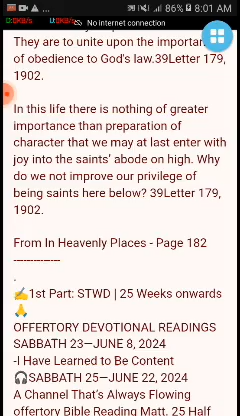 86% 8:01 AM
0:0KB/s U:0KB/s No internet connection
They are to unite upon the importan
of obedience to God's law.39Letter 179,
1902.
In this life there is nothing of greater
importance than preparation of
character that we may at last enter with
joy into the saints' abode on high. Why
do we not improve our privilege of
being saints here below? 39Letter 179,
1902.
From In Heavenly Places - Page 182
---------------
.
✍️1st Part: STWD | 25 Weeks onwards
🙏
OFFERTORY DEVOTIONAL READINGS
SABBATH 23—JUNE 8, 2024
-I Have Learned to Be Content
🎧SABBATH 25—JUNE 22, 2024
A Channel That's Always Flowing
offertory Bible Reading Matt. 25 Half